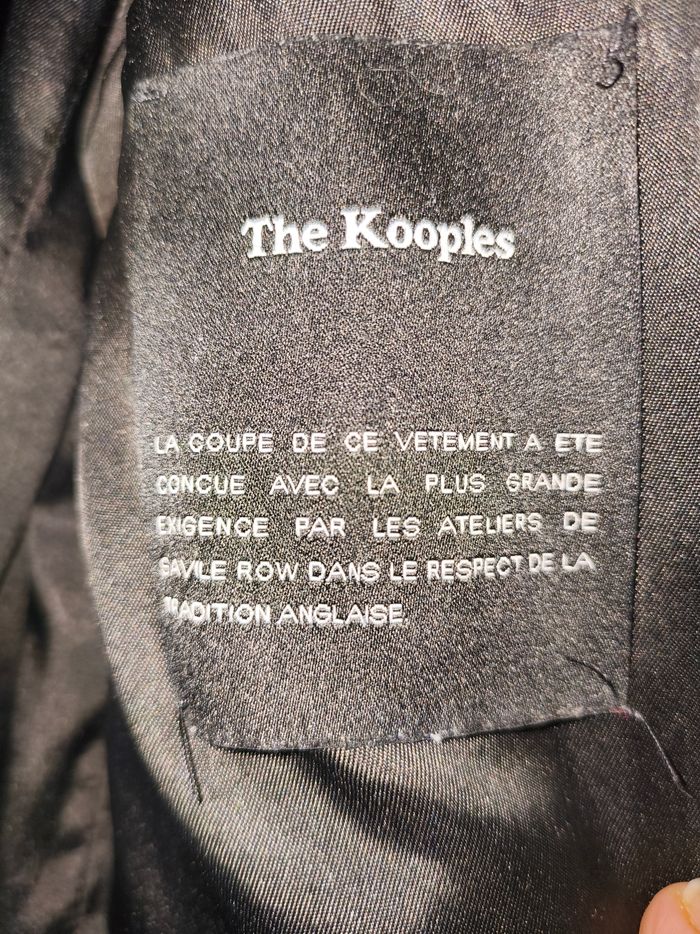 The Kooples
LA COUPE DE CE VETEMENT A ETE
CONCUE AVEC LA PLUS GRANDE
EXIGENCE PAR LES ATELIERS DE
SAVILE ROW DANS LE RESPECT DE LA
TRADITION ANGLAISE.